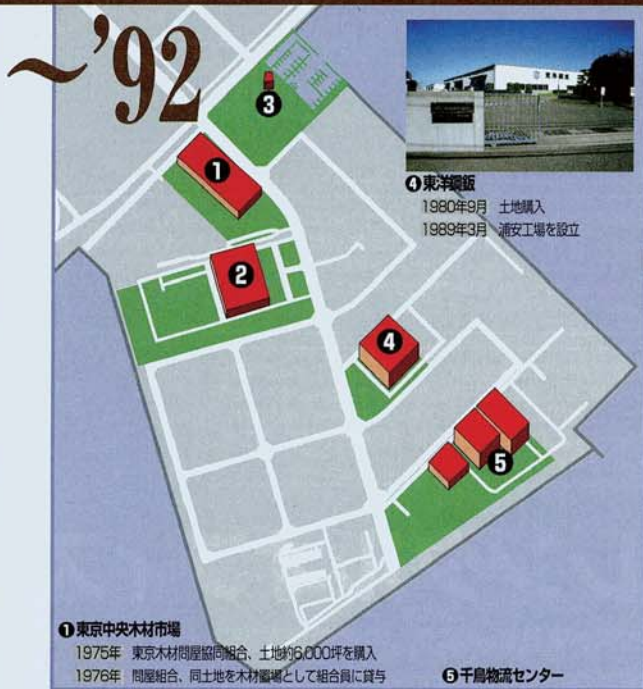 ~'92
❸
❶
❷
❹
❺
❹東洋鋼鈑
1980年9月 土地購入
1989年3月 浦安工場を設立
❶東京中央木材市場
1975年 東京木材問屋協同組合、土地約6,000坪を購入
1976年 問屋組合、同土地を木材置場として組合員に貸与
❺千鳥物流センター